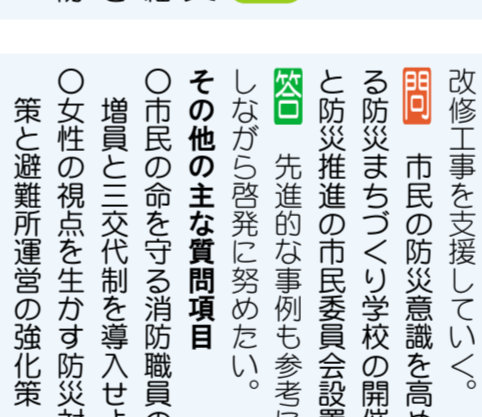 改修工事を支援していく。
問 市民の防災意識を高め
る防災まちづくり学校の開催
と防災推進の市民委員会設置
答 先進的な事例も参考に
しながら啓発に努めたい。
その他の主な質問項目
〇市民の命を守る消防職員の
増員と三交代制を導入せよ
〇女性の視点を生かす防災対
策と避難所運営の強化策